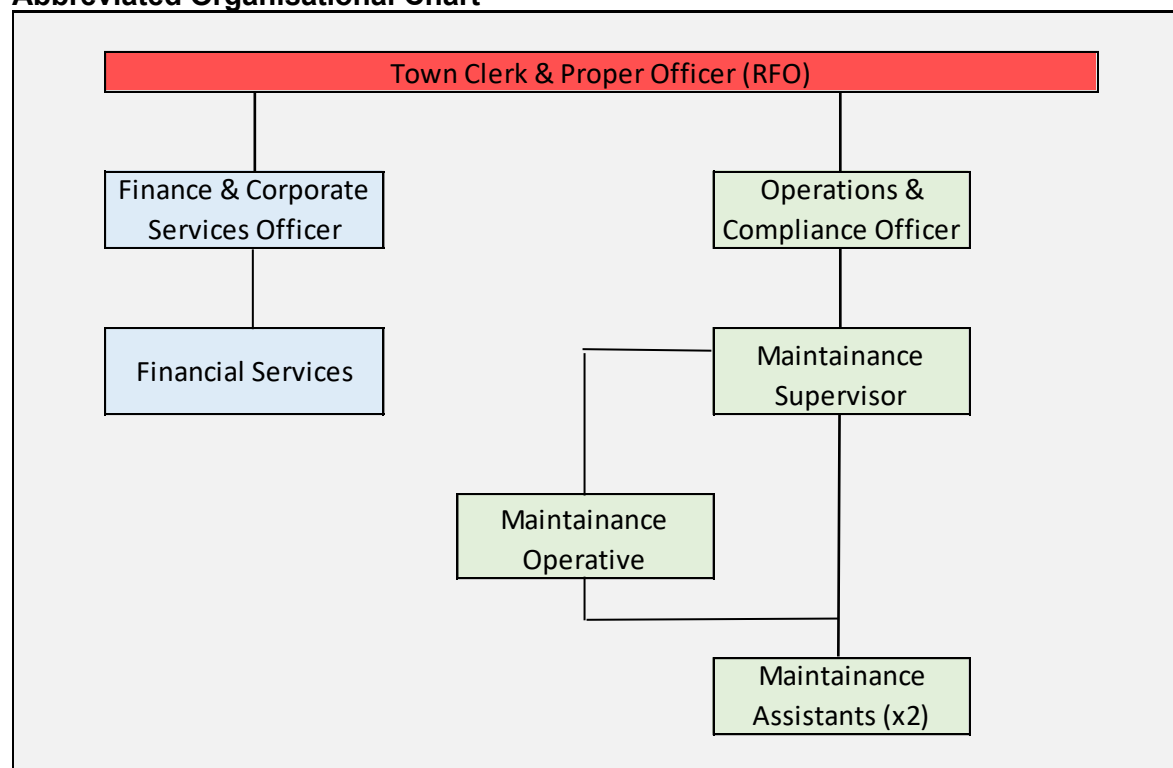 Abbreviated Organisational Chart
Town Clerk & Proper Officer (RFO)
Finance & Corporate
Services Officer
Operations &
Compliance Officer
Financial Services
Maintainance
Supervisor
Maintainance
Operative
Maintainance
Assistants (x2)